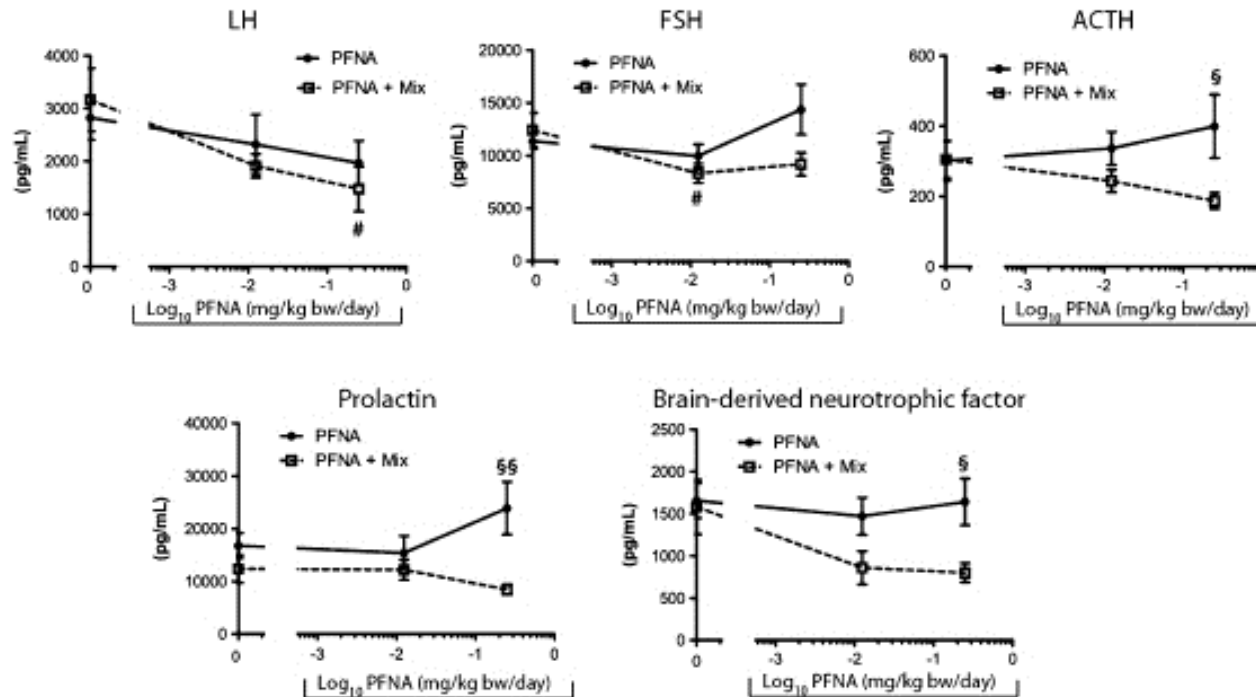 LH
FSH
ACTH
4000
3000
2000
1000
0
(pg/mL)
PFNA
PFNA + Mix
#
0
-3
-2
-1
0
Log10 PFNA (mg/kg bw/day)
20000
15000
10000
5000
0
(pg/mL)
PFNA
PFNA + Mix
#
0
-3
-2
-1
0
Log10 PFNA (mg/kg bw/day)
600
400
200
0
(pg/mL)
PFNA
PFNA + Mix
§
0
-3
-2
-1
0
Log10 PFNA (mg/kg bw/day)
Prolactin
Brain-derived neurotrophic factor
40000
30000
20000
10000
0
(pg/mL)
PFNA
PFNA + Mix
§§
0
-3
-2
-1
0
Log10 PFNA (mg/kg bw/day)
2500
2000
1500
1000
500
0
(pg/mL)
PFNA
PFNA + Mix
§
0
-3
-2
-1
0
Log10 PFNA (mg/kg bw/day)